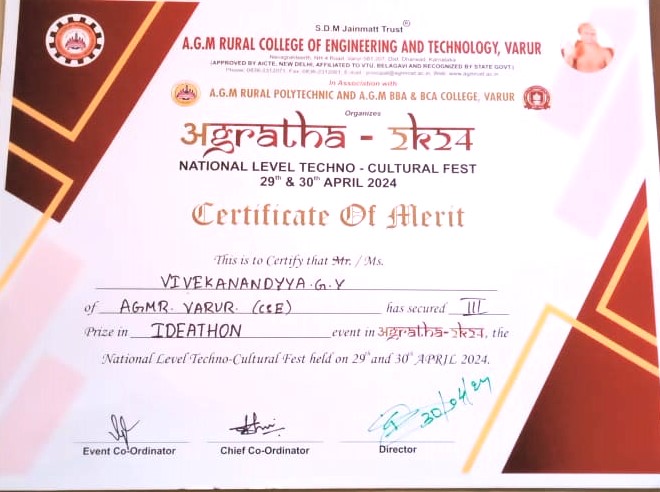 S.D.M Jainmatt Trust®
A.G.M RURAL COLLEGE OF ENGINEERING AND TECHNOLOGY, VARUR
(APPROVED BY AICTE, NEW DELHI, AFFILIATED TO VTU, BELAGAVI AND RECOGNIZED BY STATE GOVT.)
In Association with
A.G.M RURAL POLYTECHNIC AND A.G.M BBA & BCA COLLEGE, VARUR
Organizes
अgratha - 2k24
NATIONAL LEVEL TECHNO - CULTURAL FEST
29th & 30th APRIL 2024
Certificate Of Merit
This is to Certify that Mr. / Ms.
VIVEKANANDYYA.G.Y
of AGMR. VARUR. (CSE) has secured III
Prize in IDEATHON event in अgratha-2k24, the
National Level Techno-Cultural Fest held on 29th and 30th APRIL 2024.
30/04/24
Event Co-Ordinator Chief Co-Ordinator Director